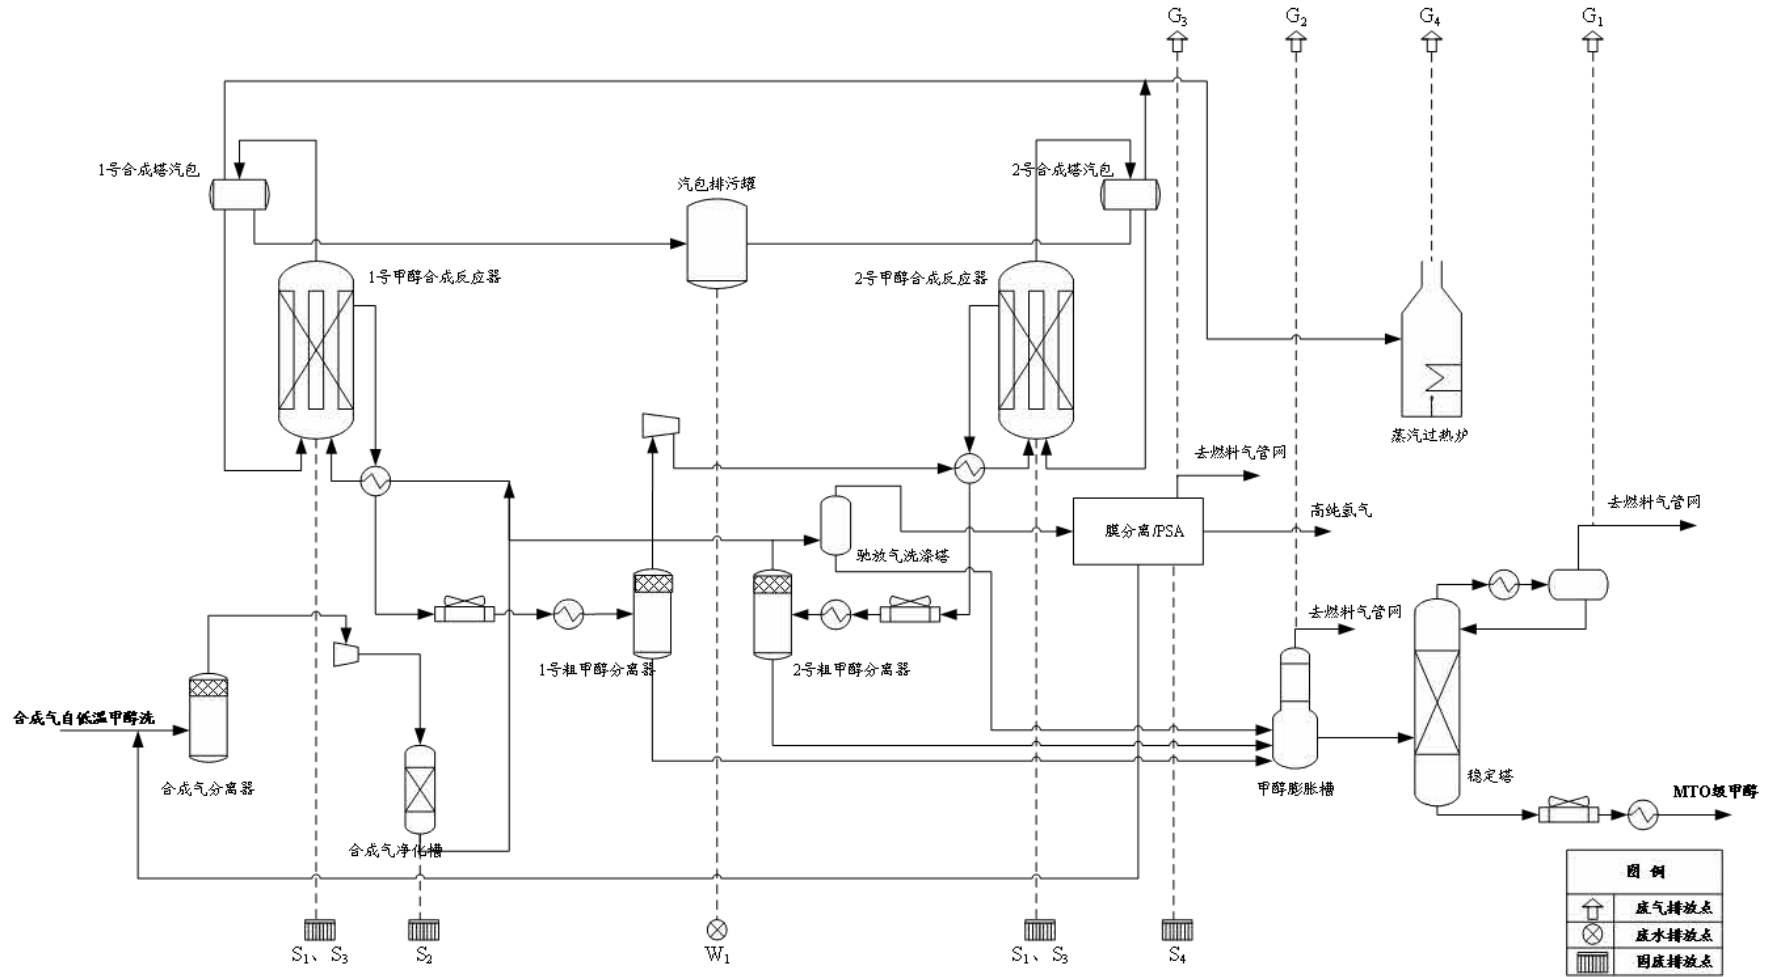 G₃
G₂
G₄
G₁
1号合成塔汽包
汽包排污罐
2号合成塔汽包
1号甲醇合成反应器
2号甲醇合成反应器
蒸汽过热炉
去燃料气管网
去燃料气管网
高纯氢气
膜分离/PSA
驰放气洗涤塔
去燃料气管网
1号粗甲醇分离器
2号粗甲醇分离器
合成气自低温甲醇洗
合成气分离器
甲醇膨胀槽
稳定塔
MTO级甲醇
合成气净化槽
图 例
废气排放点
废水排放点
固废排放点
S₁、S₃
S₂
W₁
S₁、S₃
S₄